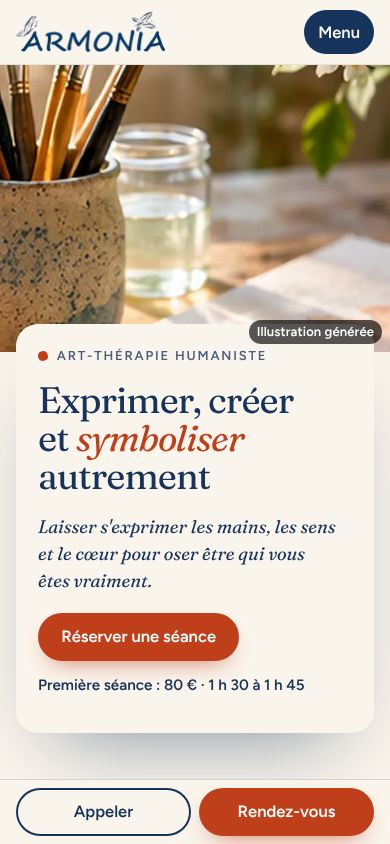 ARMONIA
Menu
Illustration générée
ART-THÉRAPIE HUMANISTE
Exprimer, créer
et symboliser
autrement
Laisser s'exprimer les mains, les sens
et le cœur pour oser être qui vous
êtes vraiment.
Réserver une séance
Première séance : 80 € · 1 h 30 à 1 h 45
Appeler
Rendez-vous